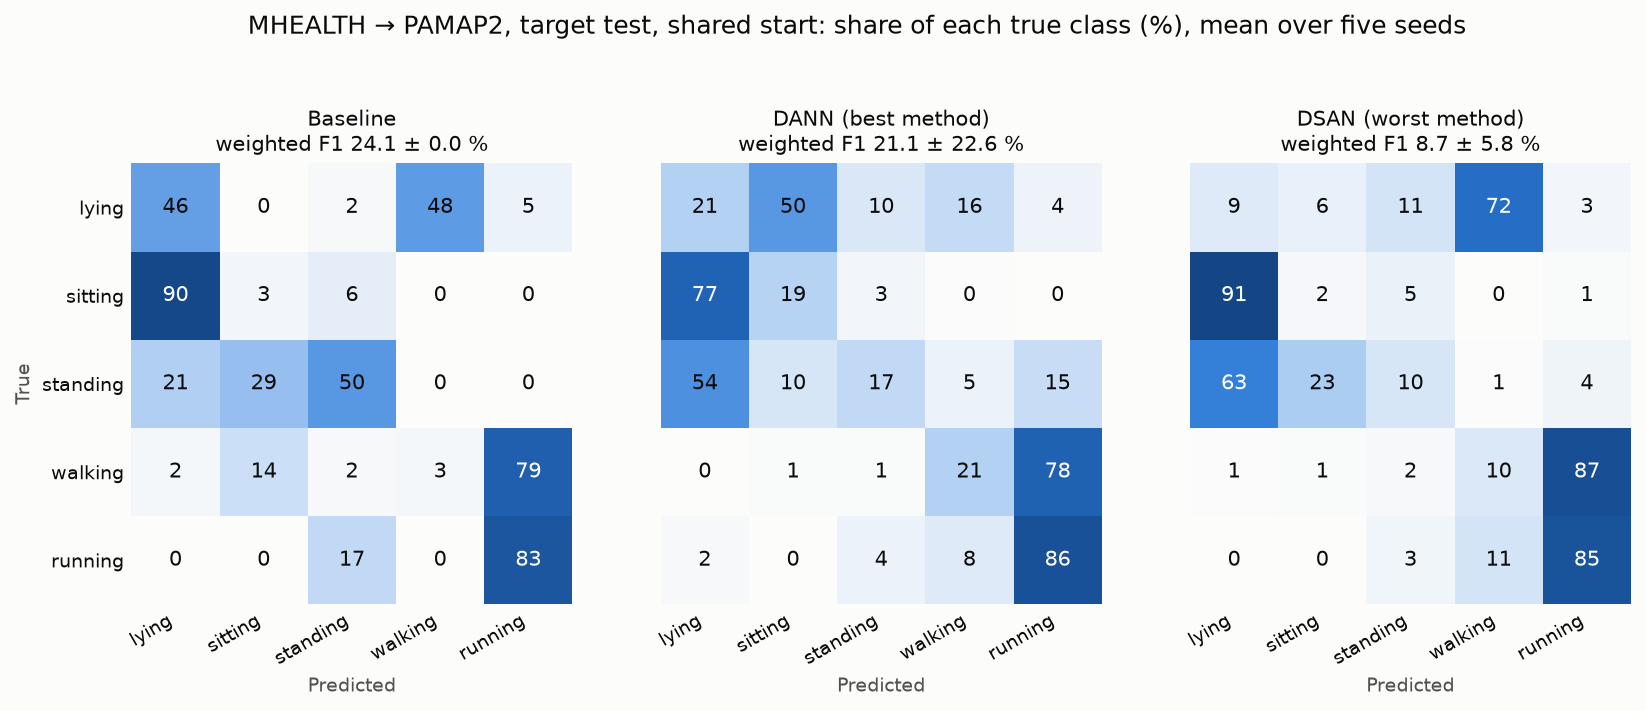 MHEALTH → PAMAP2, target test, shared start: share of each true class (%), mean over five seeds
Baseline
weighted F1 24.1 ± 0.0 %
True
lying 46 0 2 48 5
sitting 90 3 6 0 0
standing 21 29 50 0 0
walking 2 14 2 3 79
running 0 0 17 0 83
lying sitting standing walking running
Predicted
DANN (best method)
weighted F1 21.1 ± 22.6 %
21 50 10 16 4
77 19 3 0 0
54 10 17 5 15
0 1 1 21 78
2 0 4 8 86
lying sitting standing walking running
Predicted
DSAN (worst method)
weighted F1 8.7 ± 5.8 %
9 6 11 72 3
91 2 5 0 1
63 23 10 1 4
1 1 2 10 87
0 0 3 11 85
lying sitting standing walking running
Predicted